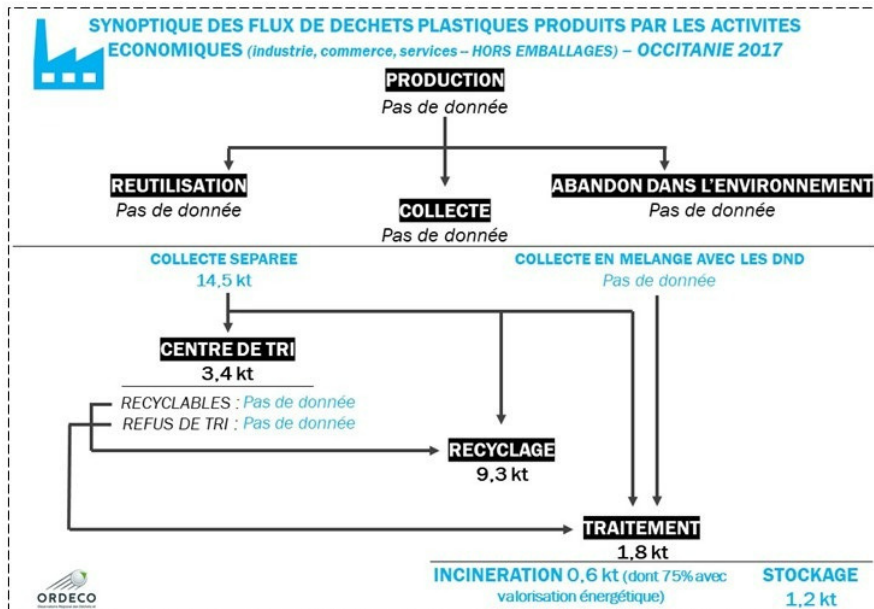 SYNOPTIQUE DES FLUX DE DECHETS PLASTIQUES PRODUITS PAR LES ACTIVITES
ECONOMIQUES (industrie, commerce, services – HORS EMBALLAGES) – OCCITANIE 2017
PRODUCTION
Pas de donnée
REUTILISATION
Pas de donnée
COLLECTE
Pas de donnée
ABANDON DANS L'ENVIRONNEMENT
Pas de donnée
COLLECTE SEPAREE
14,5 kt
COLLECTE EN MELANGE AVEC LES DND
Pas de donnée
CENTRE DE TRI
3,4 kt
RECYCLABLES : Pas de donnée
REFUS DE TRI : Pas de donnée
RECYCLAGE
9,3 kt
TRAITEMENT
1,8 kt
INCINERATION 0,6 kt (dont 75% avec
valorisation énergétique)
STOCKAGE
1,2 kt
ORDECO